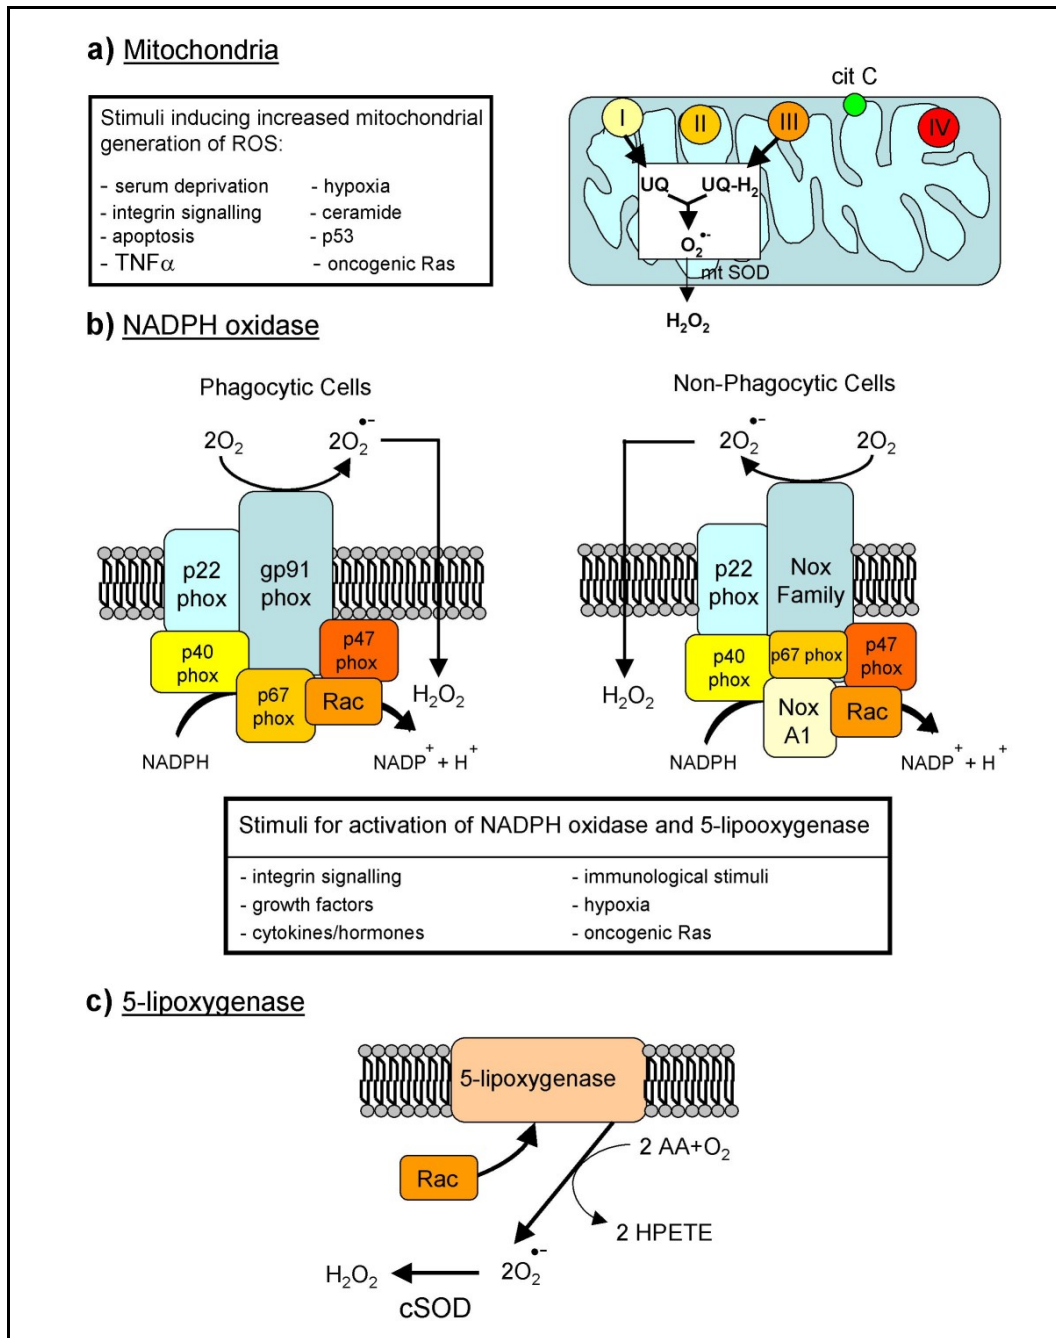 a) Mitochondria
Stimuli inducing increased mitochondrial
generation of ROS:
- serum deprivation - hypoxia
- integrin signalling - ceramide
- apoptosis - p53
- TNFα - oncogenic Ras
cit C
I II III IV
UQ UQ-H₂
O₂•-
mt SOD
H₂O₂
b) NADPH oxidase
Phagocytic Cells
2O₂ 2O₂•-
p22
phox
gp91
phox
p40
phox
p47
phox
p67
phox
Rac
H₂O₂
NADPH
NADP⁺ + H⁺
Non-Phagocytic Cells
2O₂•- 2O₂
p22
phox
Nox
Family
p40
phox
p67 phox
p47
phox
Nox
A1
Rac
H₂O₂
NADPH
NADP⁺ + H⁺
Stimuli for activation of NADPH oxidase and 5-lipooxygenase
- integrin signalling - immunological stimuli
- growth factors - hypoxia
- cytokines/hormones - oncogenic Ras
c) 5-lipoxygenase
5-lipoxygenase
Rac
2 AA+O₂
2 HPETE
H₂O₂ 2O₂•-
cSOD